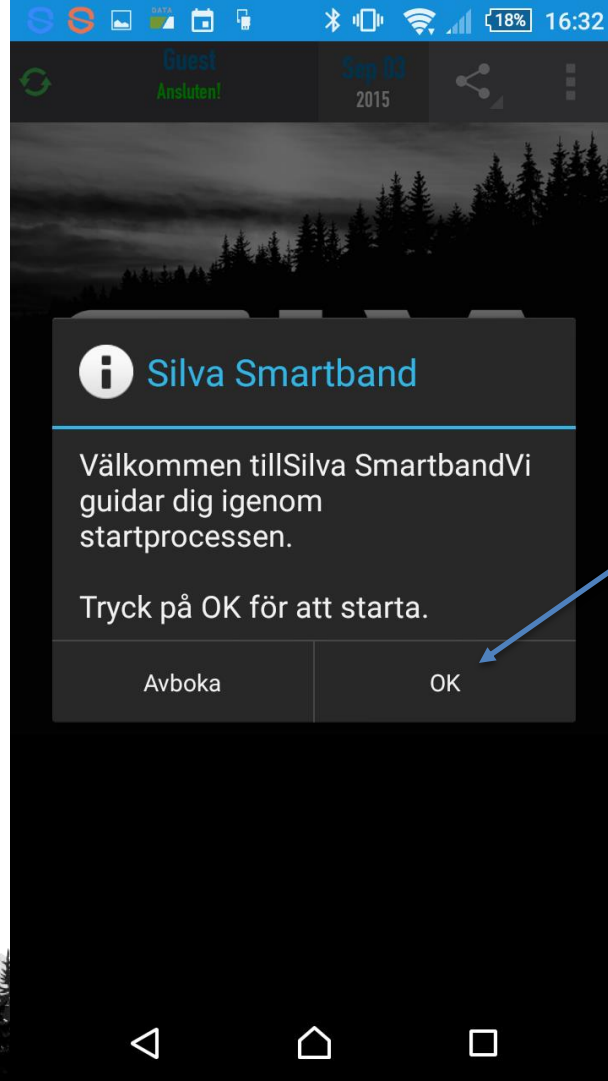 DATA
18% 16:32
Guest
Ansluten!
Sep 03
2015
Silva Smartband
Välkommen tillSilva SmartbandVi
guidar dig igenom
startprocessen.
Tryck på OK för att starta.
Avboka
OK